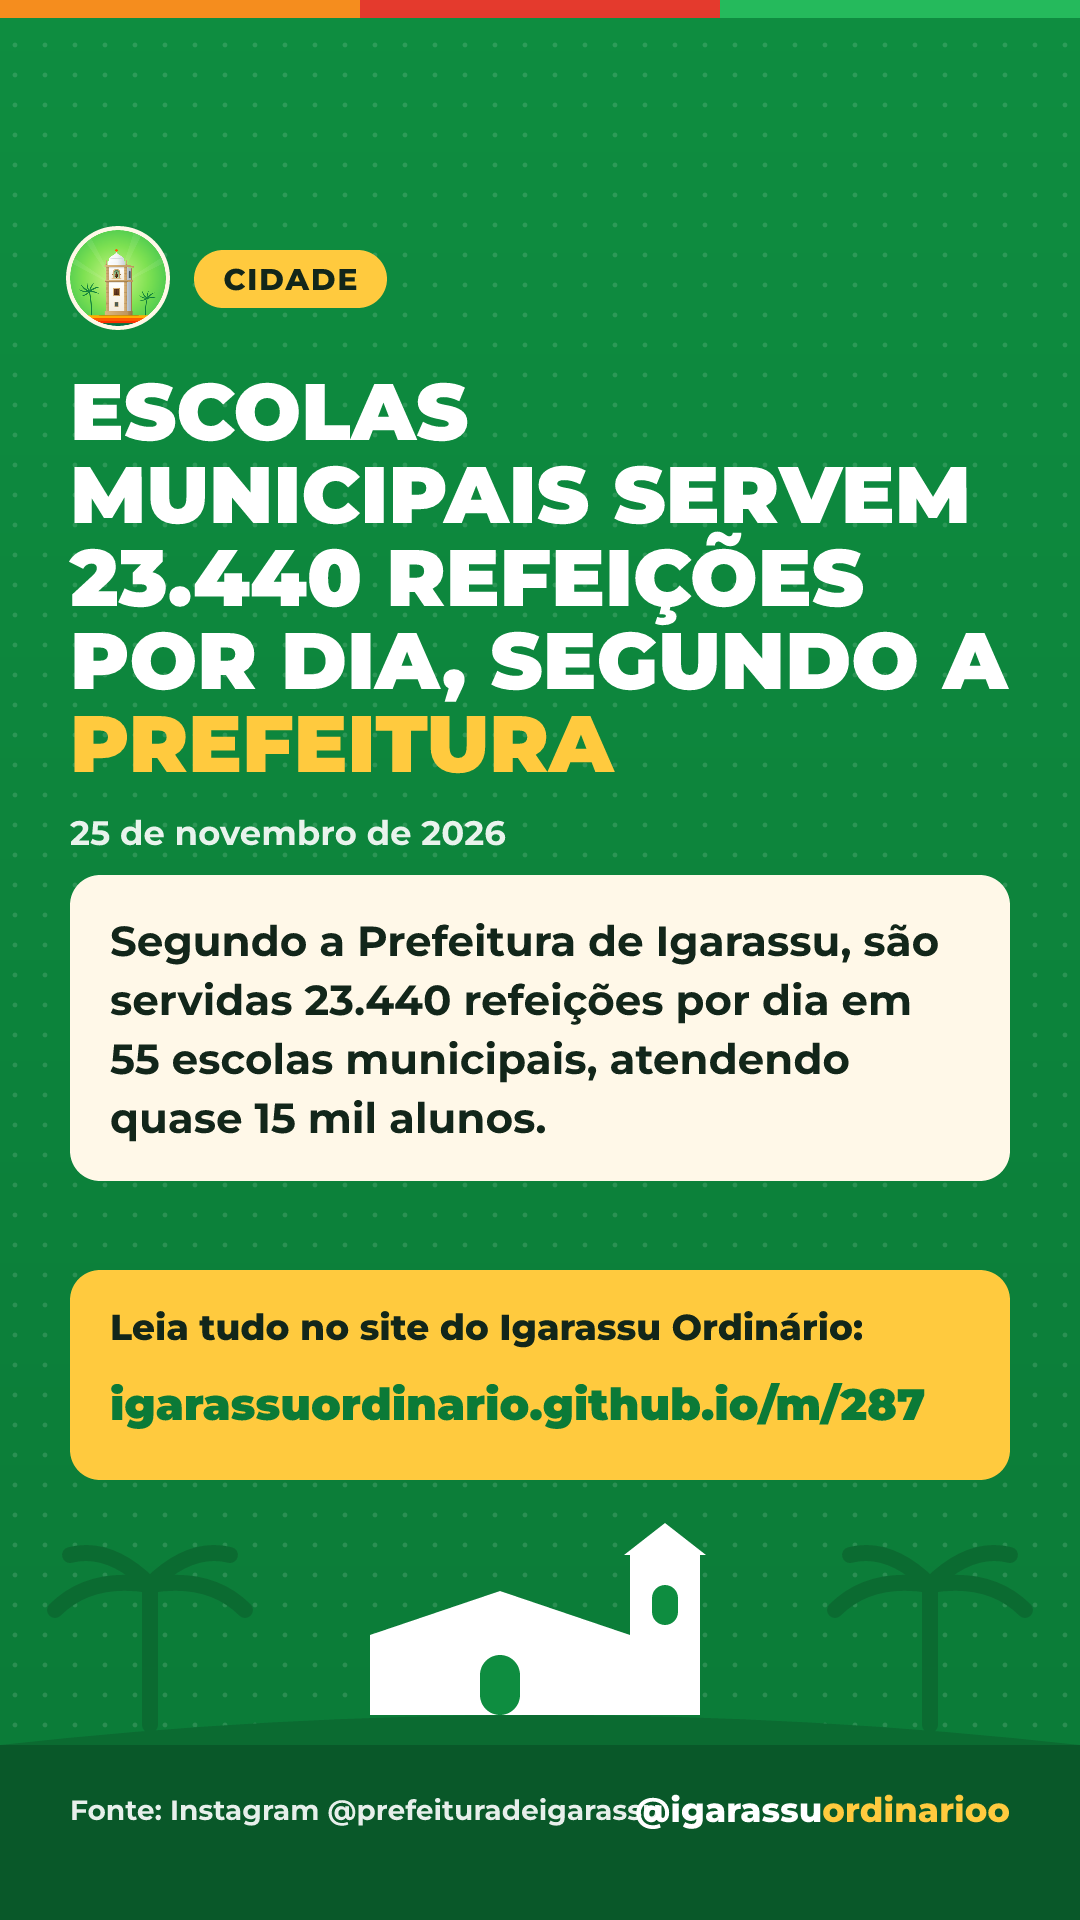 CIDADE
ESCOLAS
MUNICIPAIS SERVEM
23.440 REFEIÇÕES
POR DIA, SEGUNDO A
PREFEITURA
25 de novembro de 2026
Segundo a Prefeitura de Igarassu, são
servidas 23.440 refeições por dia em
55 escolas municipais, atendendo
quase 15 mil alunos.
Leia tudo no site do Igarassu Ordinário:
igarassuordinario.github.io/m/287
Fonte: Instagram @prefeituradeigarassu @igarassuordinarioo